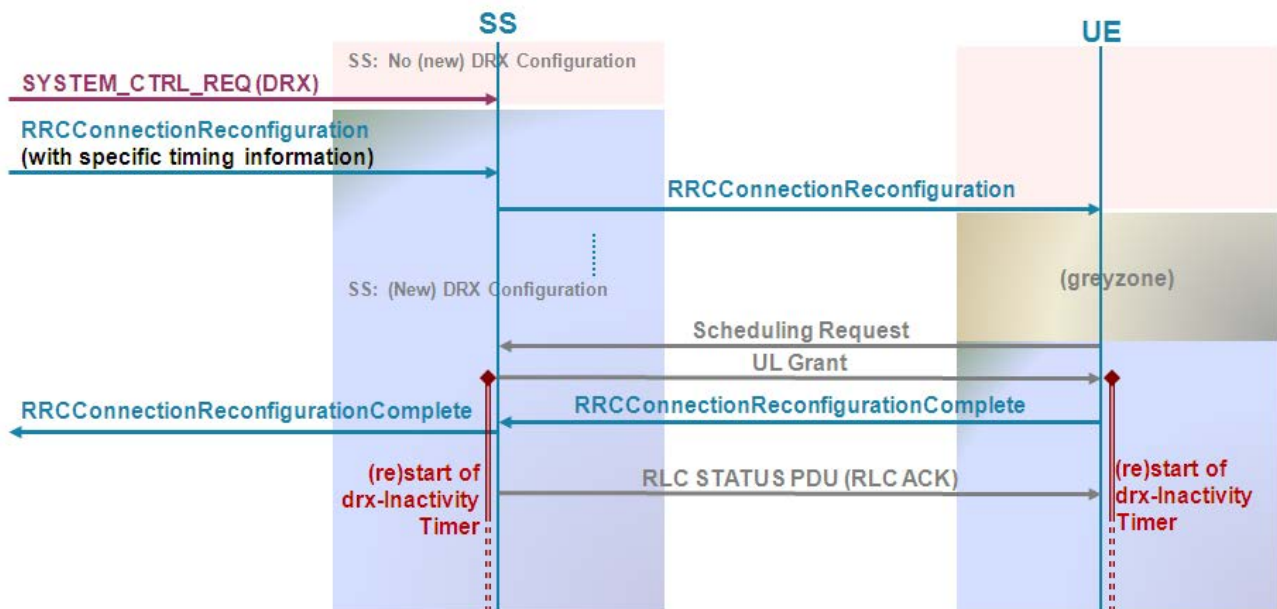 SS
UE
SS: No (new) DRX Configuration
SYSTEM_CTRL_REQ (DRX)
RRCConnectionReconfiguration
(with specific timing information)
RRCConnectionReconfiguration
SS: (New) DRX Configuration
(greyzone)
Scheduling Request
UL Grant
RRCConnectionReconfigurationComplete
RRCConnectionReconfigurationComplete
(re)start of
drx-Inactivity
Timer
RLC STATUS PDU (RLC ACK)
(re)start of
drx-Inactivity
Timer